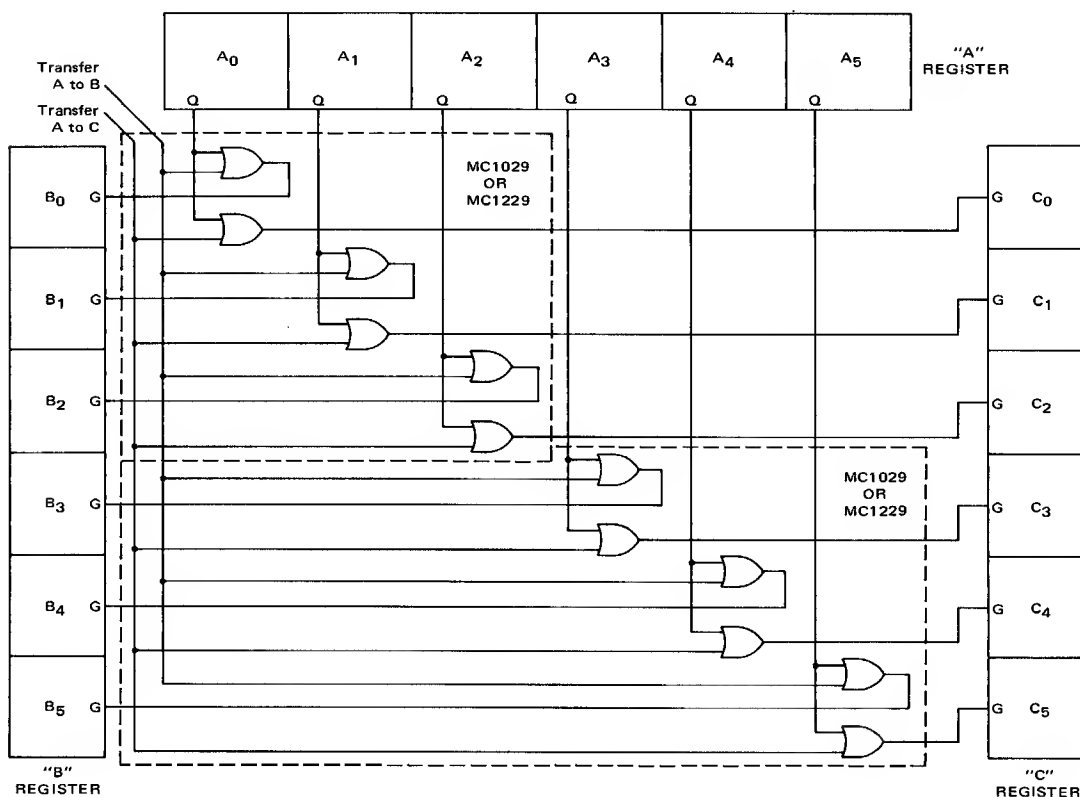 A0 A1 A2 A3 A4 A5
"A"
REGISTER
Q Q Q Q Q Q
Transfer
A to B
Transfer
A to C
MC1029
OR
MC1229
B0 G
G C0
B1 G
G C1
B2 G
G C2
MC1029
OR
MC1229
B3 G
G C3
B4 G
G C4
B5 G
G C5
"B"
REGISTER
"C"
REGISTER